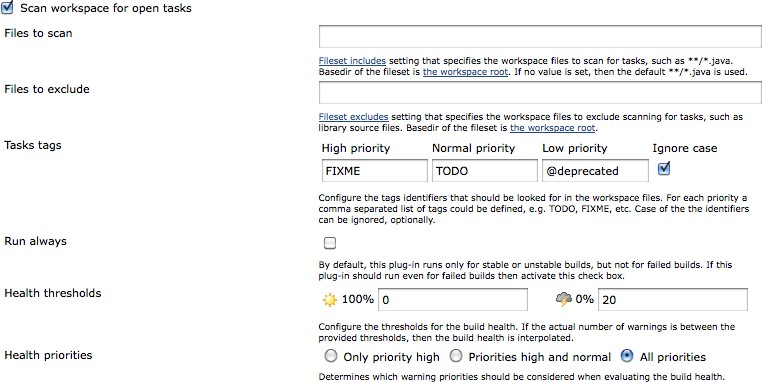 Scan workspace for open tasks
Files to scan
Fileset includes setting that specifies the workspace files to scan for tasks, such as **/*.java.
Basedir of the fileset is the workspace root. If no value is set, then the default **/*.java is used.
Files to exclude
Fileset excludes setting that specifies the workspace files to exclude scanning for tasks, such as
library source files. Basedir of the fileset is the workspace root.
Tasks tags
High priority Normal priority Low priority Ignore case
FIXME TODO @deprecated
Configure the tags identifiers that should be looked for in the workspace files. For each priority a
comma separated list of tags could be defined, e.g. TODO, FIXME, etc. Case of the the identifiers
can be ignored, optionally.
Run always
By default, this plug-in runs only for stable or unstable builds, but not for failed builds. If this
plug-in should run even for failed builds then activate this check box.
Health thresholds
100% 0 0% 20
Configure the thresholds for the build health. If the actual number of warnings is between the
provided thresholds, then the build health is interpolated.
Health priorities
Only priority high Priorities high and normal All priorities
Determines which warning priorities should be considered when evaluating the build health.